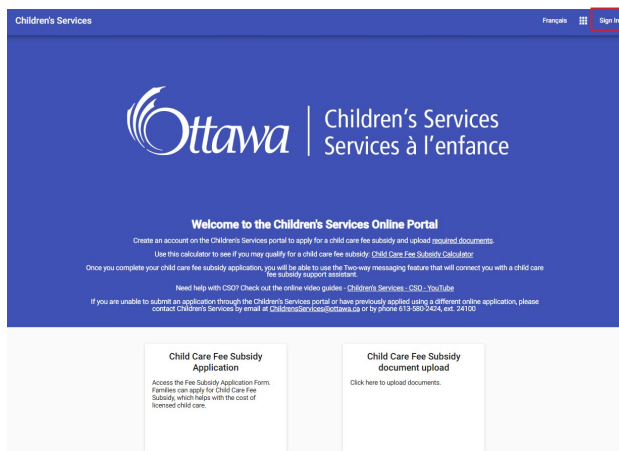 Children's Services
Français
Sign In
Ottawa
Children's Services
Services à l'enfance
Welcome to the Children's Services Online Portal
Create an account on the Children's Services portal to apply for a child care fee subsidy and upload required documents.
Use this calculator to see if you may qualify for a child care fee subsidy: Child Care Fee Subsidy Calculator
Once you complete your child care fee subsidy application, you will be able to use the Two-way messaging feature that will connect you with a child care
fee subsidy support assistant.
Need help with CSO? Check out the online video guides - Children's Services - CSO - YouTube
If you are unable to submit an application through the Children's Services portal or have previously applied using a different online application, please
contact Children's Services by email at ChildrensServices@ottawa.ca or by phone 613-580-2424, ext. 24100
Child Care Fee Subsidy
Application
Access the Fee Subsidy Application Form.
Families can apply for Child Care Fee
Subsidy, which helps with the cost of
licensed child care.
Child Care Fee Subsidy
document upload
Click here to upload documents.